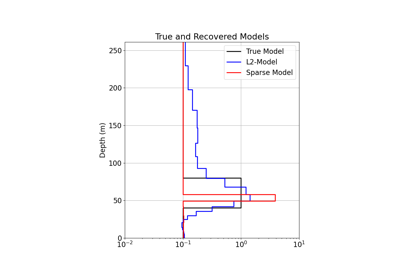 True and Recovered Models
True Model
L2-Model
Sparse Model
Depth (m)
250
200
150
100
50
0
10⁻²
10⁻¹
10⁰
10¹